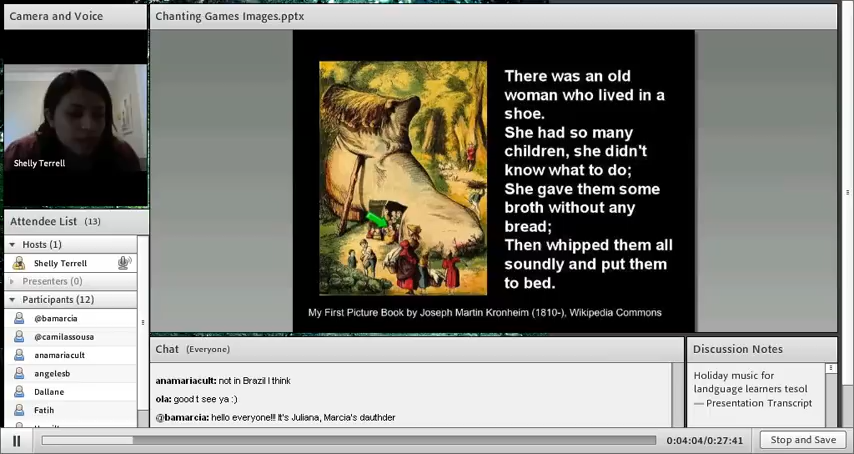 Camera and Voice
Chanting Games Images.pptx
Shelly Terrell
There was an old
woman who lived in a
shoe.
She had so many
children, she didn't
know what to do;
She gave them some
broth without any
bread;
Then whipped them all
soundly and put them
to bed.
My First Picture Book by Joseph Martin Kronheim (1810-), Wikipedia Commons
Attendee List (13)
Hosts (1)
Shelly Terrell
Presenters (0)
Participants (12)
@bamarcia
@camilassousa
anamariacult
angelesb
Dallane
Fatih
Chat (Everyone)
anamariacult: not in Brazil I think
ola: good t see ya :)
@bamarcia: hello everyone!!! It's Juliana, Marcia's dauthder
Discussion Notes
Holiday music for
landguage learners tesol
— Presentation Transcript
0:04:04/0:27:41
Stop and Save